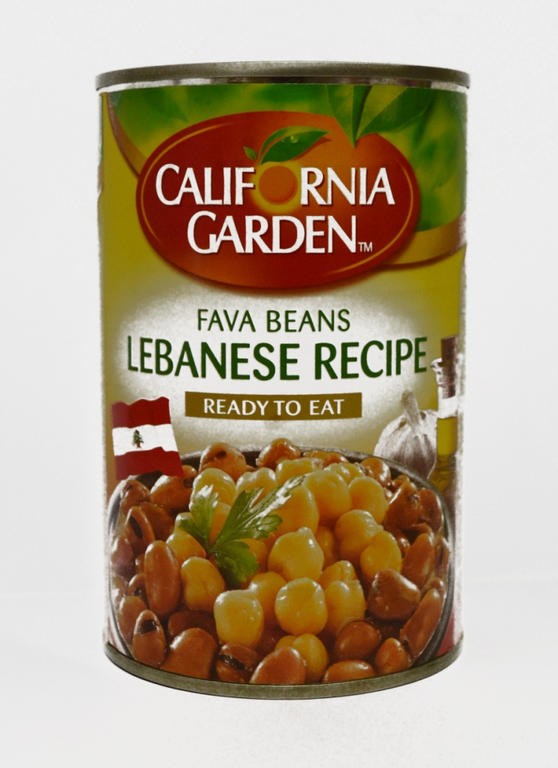 CALIFORNIA
GARDEN™
FAVA BEANS
LEBANESE RECIPE
READY TO EAT